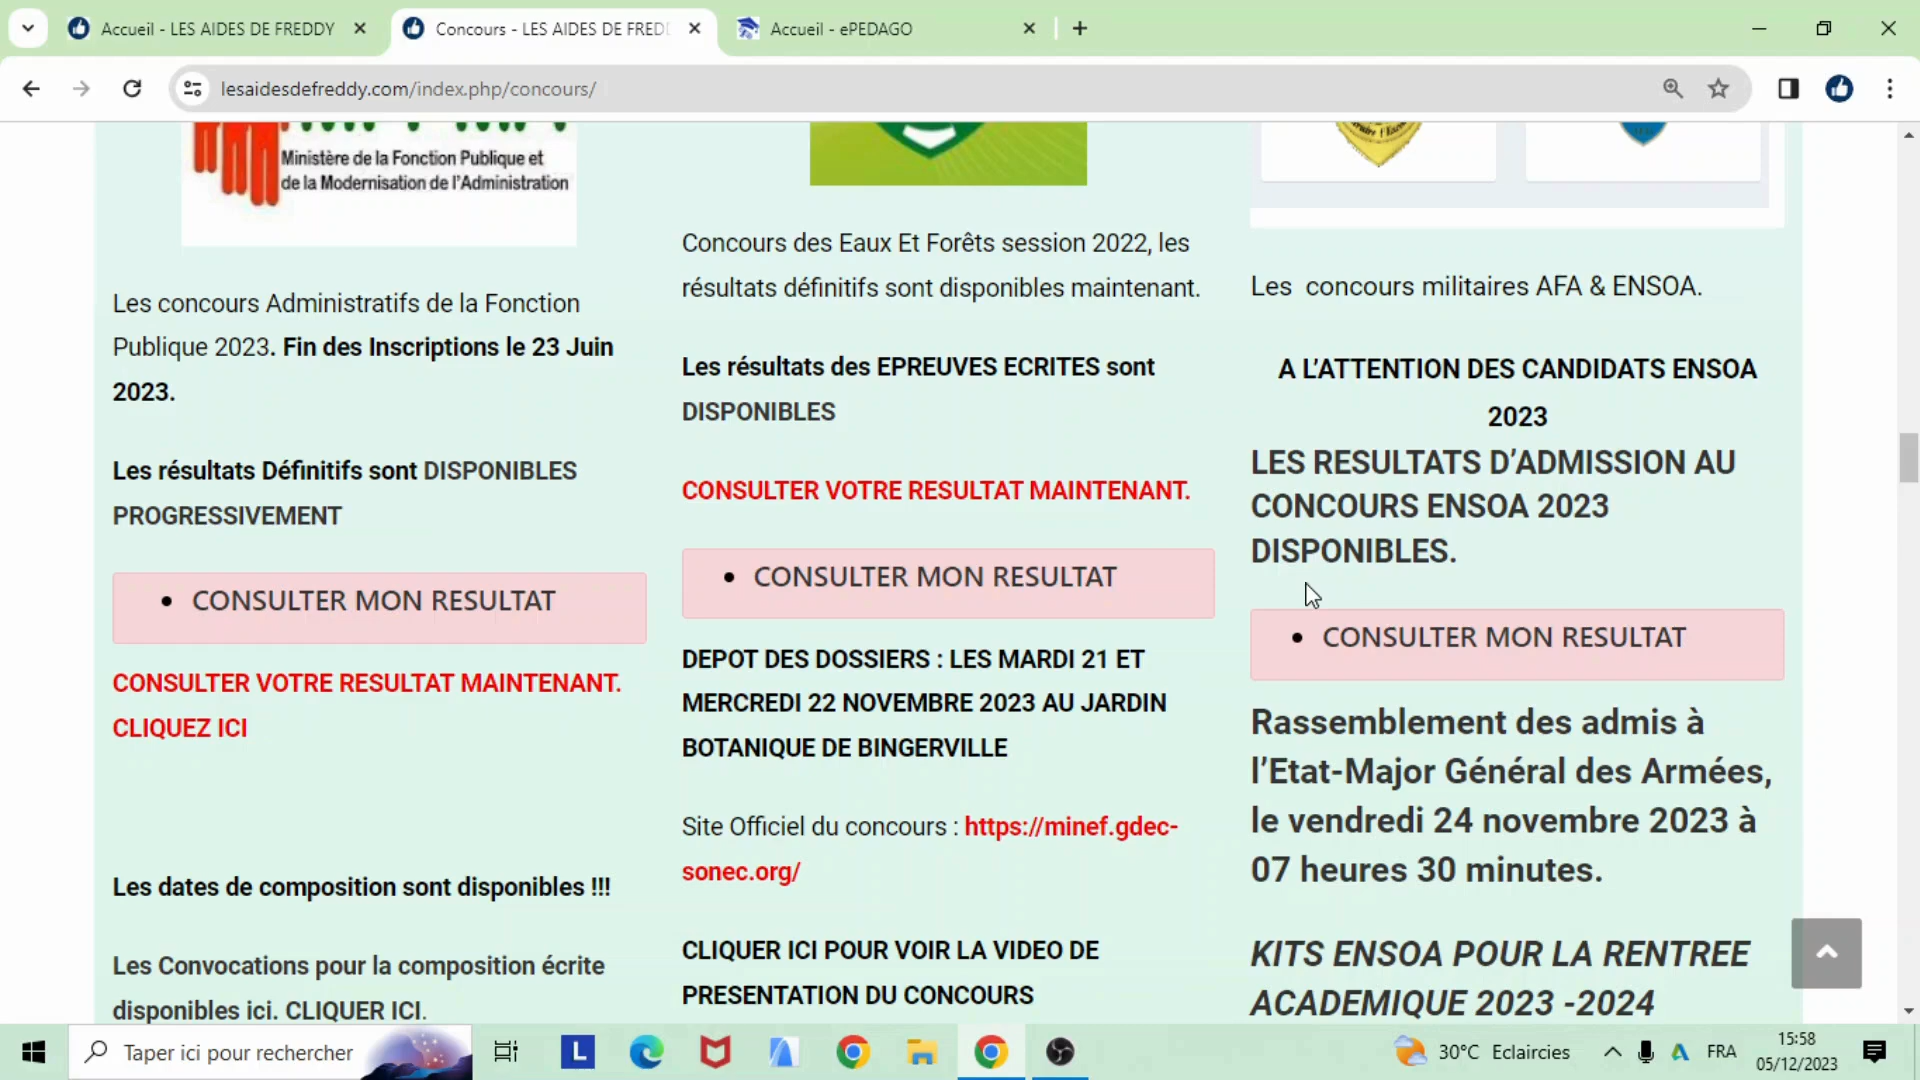 Accueil - LES AIDES DE FREDDY
Concours - LES AIDES DE FRED
Accueil - ePEDAGO
lesaidesdefreddy.com/index.php/concours/
Ministère de la Fonction Publique et
de la Modernisation de l'Administration
Les concours Administratifs de la Fonction
Publique 2023. Fin des Inscriptions le 23 Juin
2023.
Les résultats Définitifs sont DISPONIBLES
PROGRESSIVEMENT
• CONSULTER MON RESULTAT
CONSULTER VOTRE RESULTAT MAINTENANT.
CLIQUEZ ICI
Les dates de composition sont disponibles !!!
Les Convocations pour la composition écrite
disponibles ici. CLIQUER ICI.
Concours des Eaux Et Forêts session 2022, les
résultats définitifs sont disponibles maintenant.
Les résultats des EPREUVES ECRITES sont
DISPONIBLES
CONSULTER VOTRE RESULTAT MAINTENANT.
• CONSULTER MON RESULTAT
DEPOT DES DOSSIERS : LES MARDI 21 ET
MERCREDI 22 NOVEMBRE 2023 AU JARDIN
BOTANIQUE DE BINGERVILLE
Site Officiel du concours : https://minef.gdec-
sonec.org/
CLIQUER ICI POUR VOIR LA VIDEO DE
PRESENTATION DU CONCOURS
Les concours militaires AFA & ENSOA.
A L’ATTENTION DES CANDIDATS ENSOA
2023
LES RESULTATS D’ADMISSION AU
CONCOURS ENSOA 2023
DISPONIBLES.
• CONSULTER MON RESULTAT
Rassemblement des admis à
l’Etat-Major Général des Armées,
le vendredi 24 novembre 2023 à
07 heures 30 minutes.
KITS ENSOA POUR LA RENTREE
ACADEMIQUE 2023 -2024
Taper ici pour rechercher
L
30°C Eclaircies
FRA
15:58
05/12/2023